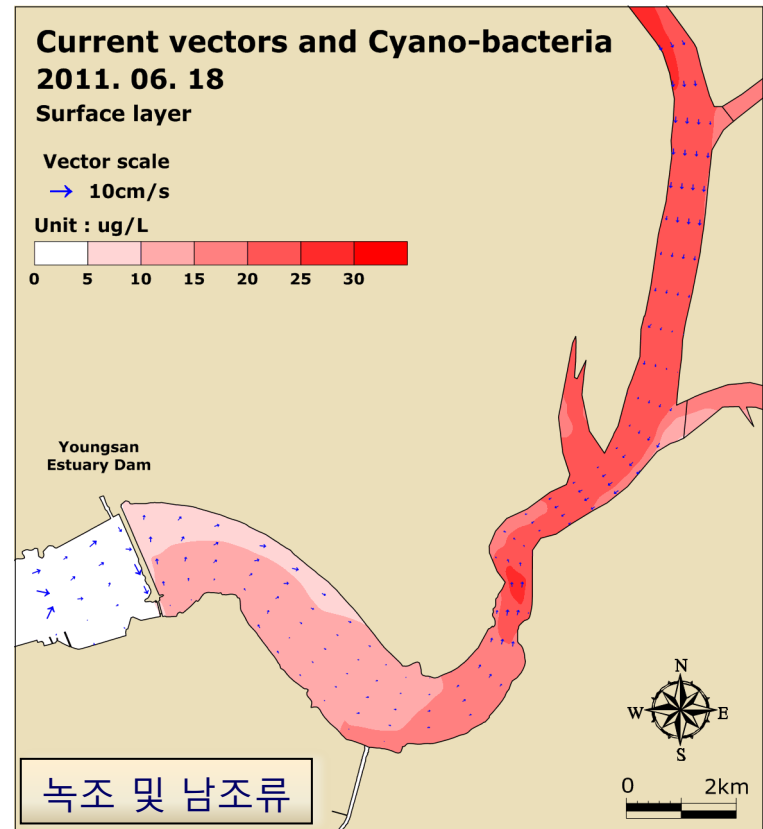 Current vectors and Cyano-bacteria
2011. 06. 18
Surface layer
Vector scale
10cm/s
Unit : ug/L
0 5 10 15 20 25 30
Youngsan
Estuary Dam
N
W E
S
0 2km
녹조 및 남조류